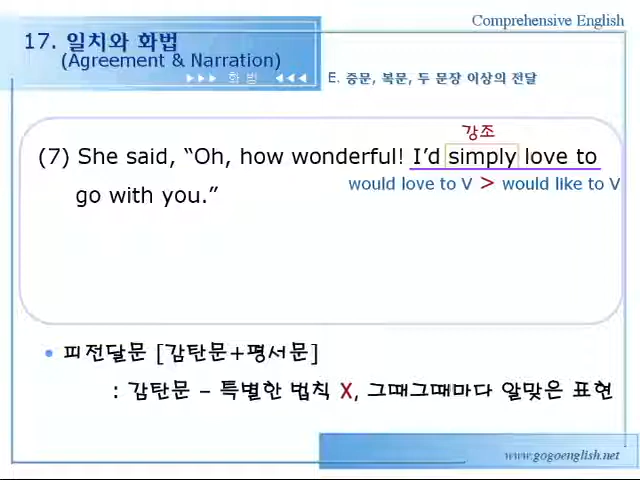 Comprehensive English
17. 일치와 화법
(Agreement & Narration)
▶▶▶ 화 법 ◀◀◀
E. 중문, 복문, 두 문장 이상의 전달
강조
(7) She said, “Oh, how wonderful! I’d simply love to
would love to V > would like to V
go with you.”
• 피전달문 [감탄문+평서문]
: 감탄문 – 특별한 법칙 X, 그때그때마다 알맞은 표현
www.gogoenglish.net